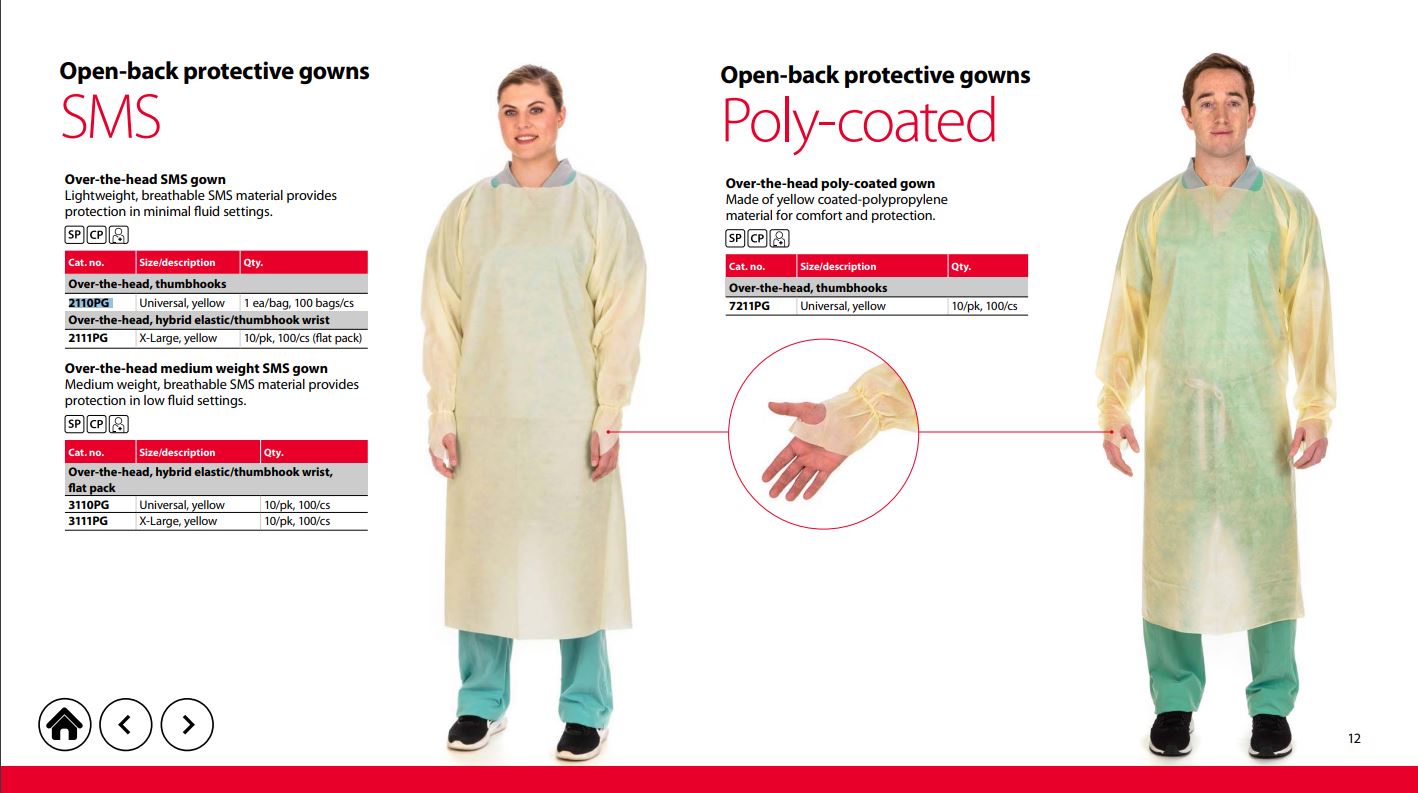 Open-back protective gowns
SMS
Over-the-head SMS gown
Lightweight, breathable SMS material provides
protection in minimal fluid settings.
SP CP
Cat. no. Size/description Qty.
Over-the-head, thumbhooks
2110PG Universal, yellow 1 ea/bag, 100 bags/cs
Over-the-head, hybrid elastic/thumbhook wrist
2111PG X-Large, yellow 10/pk, 100/cs (flat pack)
Over-the-head medium weight SMS gown
Medium weight, breathable SMS material provides
protection in low fluid settings.
SP CP
Cat. no. Size/description Qty.
Over-the-head, hybrid elastic/thumbhook wrist,
flat pack
3110PG Universal, yellow 10/pk, 100/cs
3111PG X-Large, yellow 10/pk, 100/cs
Open-back protective gowns
Poly-coated
Over-the-head poly-coated gown
Made of yellow coated-polypropylene
material for comfort and protection.
SP CP
Cat. no. Size/description Qty.
Over-the-head, thumbhooks
7211PG Universal, yellow 10/pk, 100/cs
12